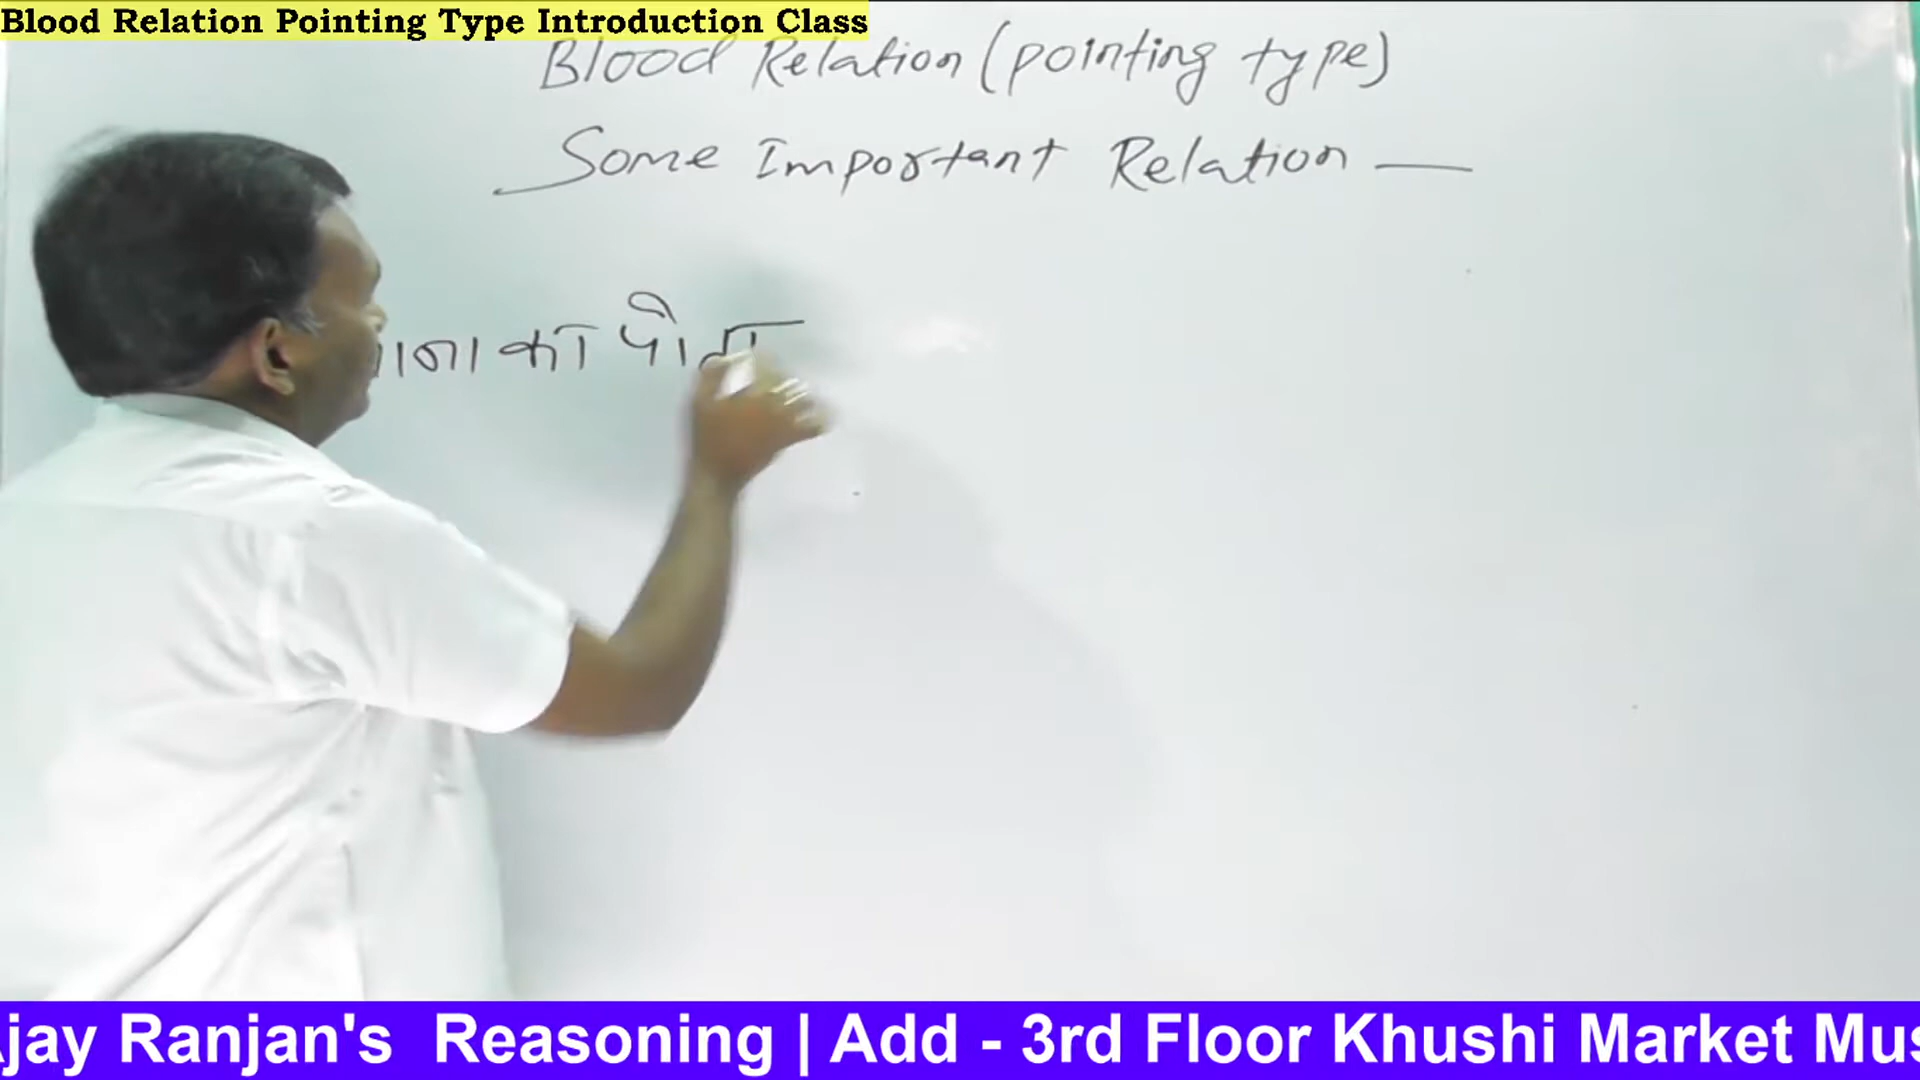 Blood Relation Pointing Type Introduction Class
Blood Relation (pointing type)
Some Important Relation —
का
jay Ranjan's Reasoning | Add - 3rd Floor Khushi Market Mus